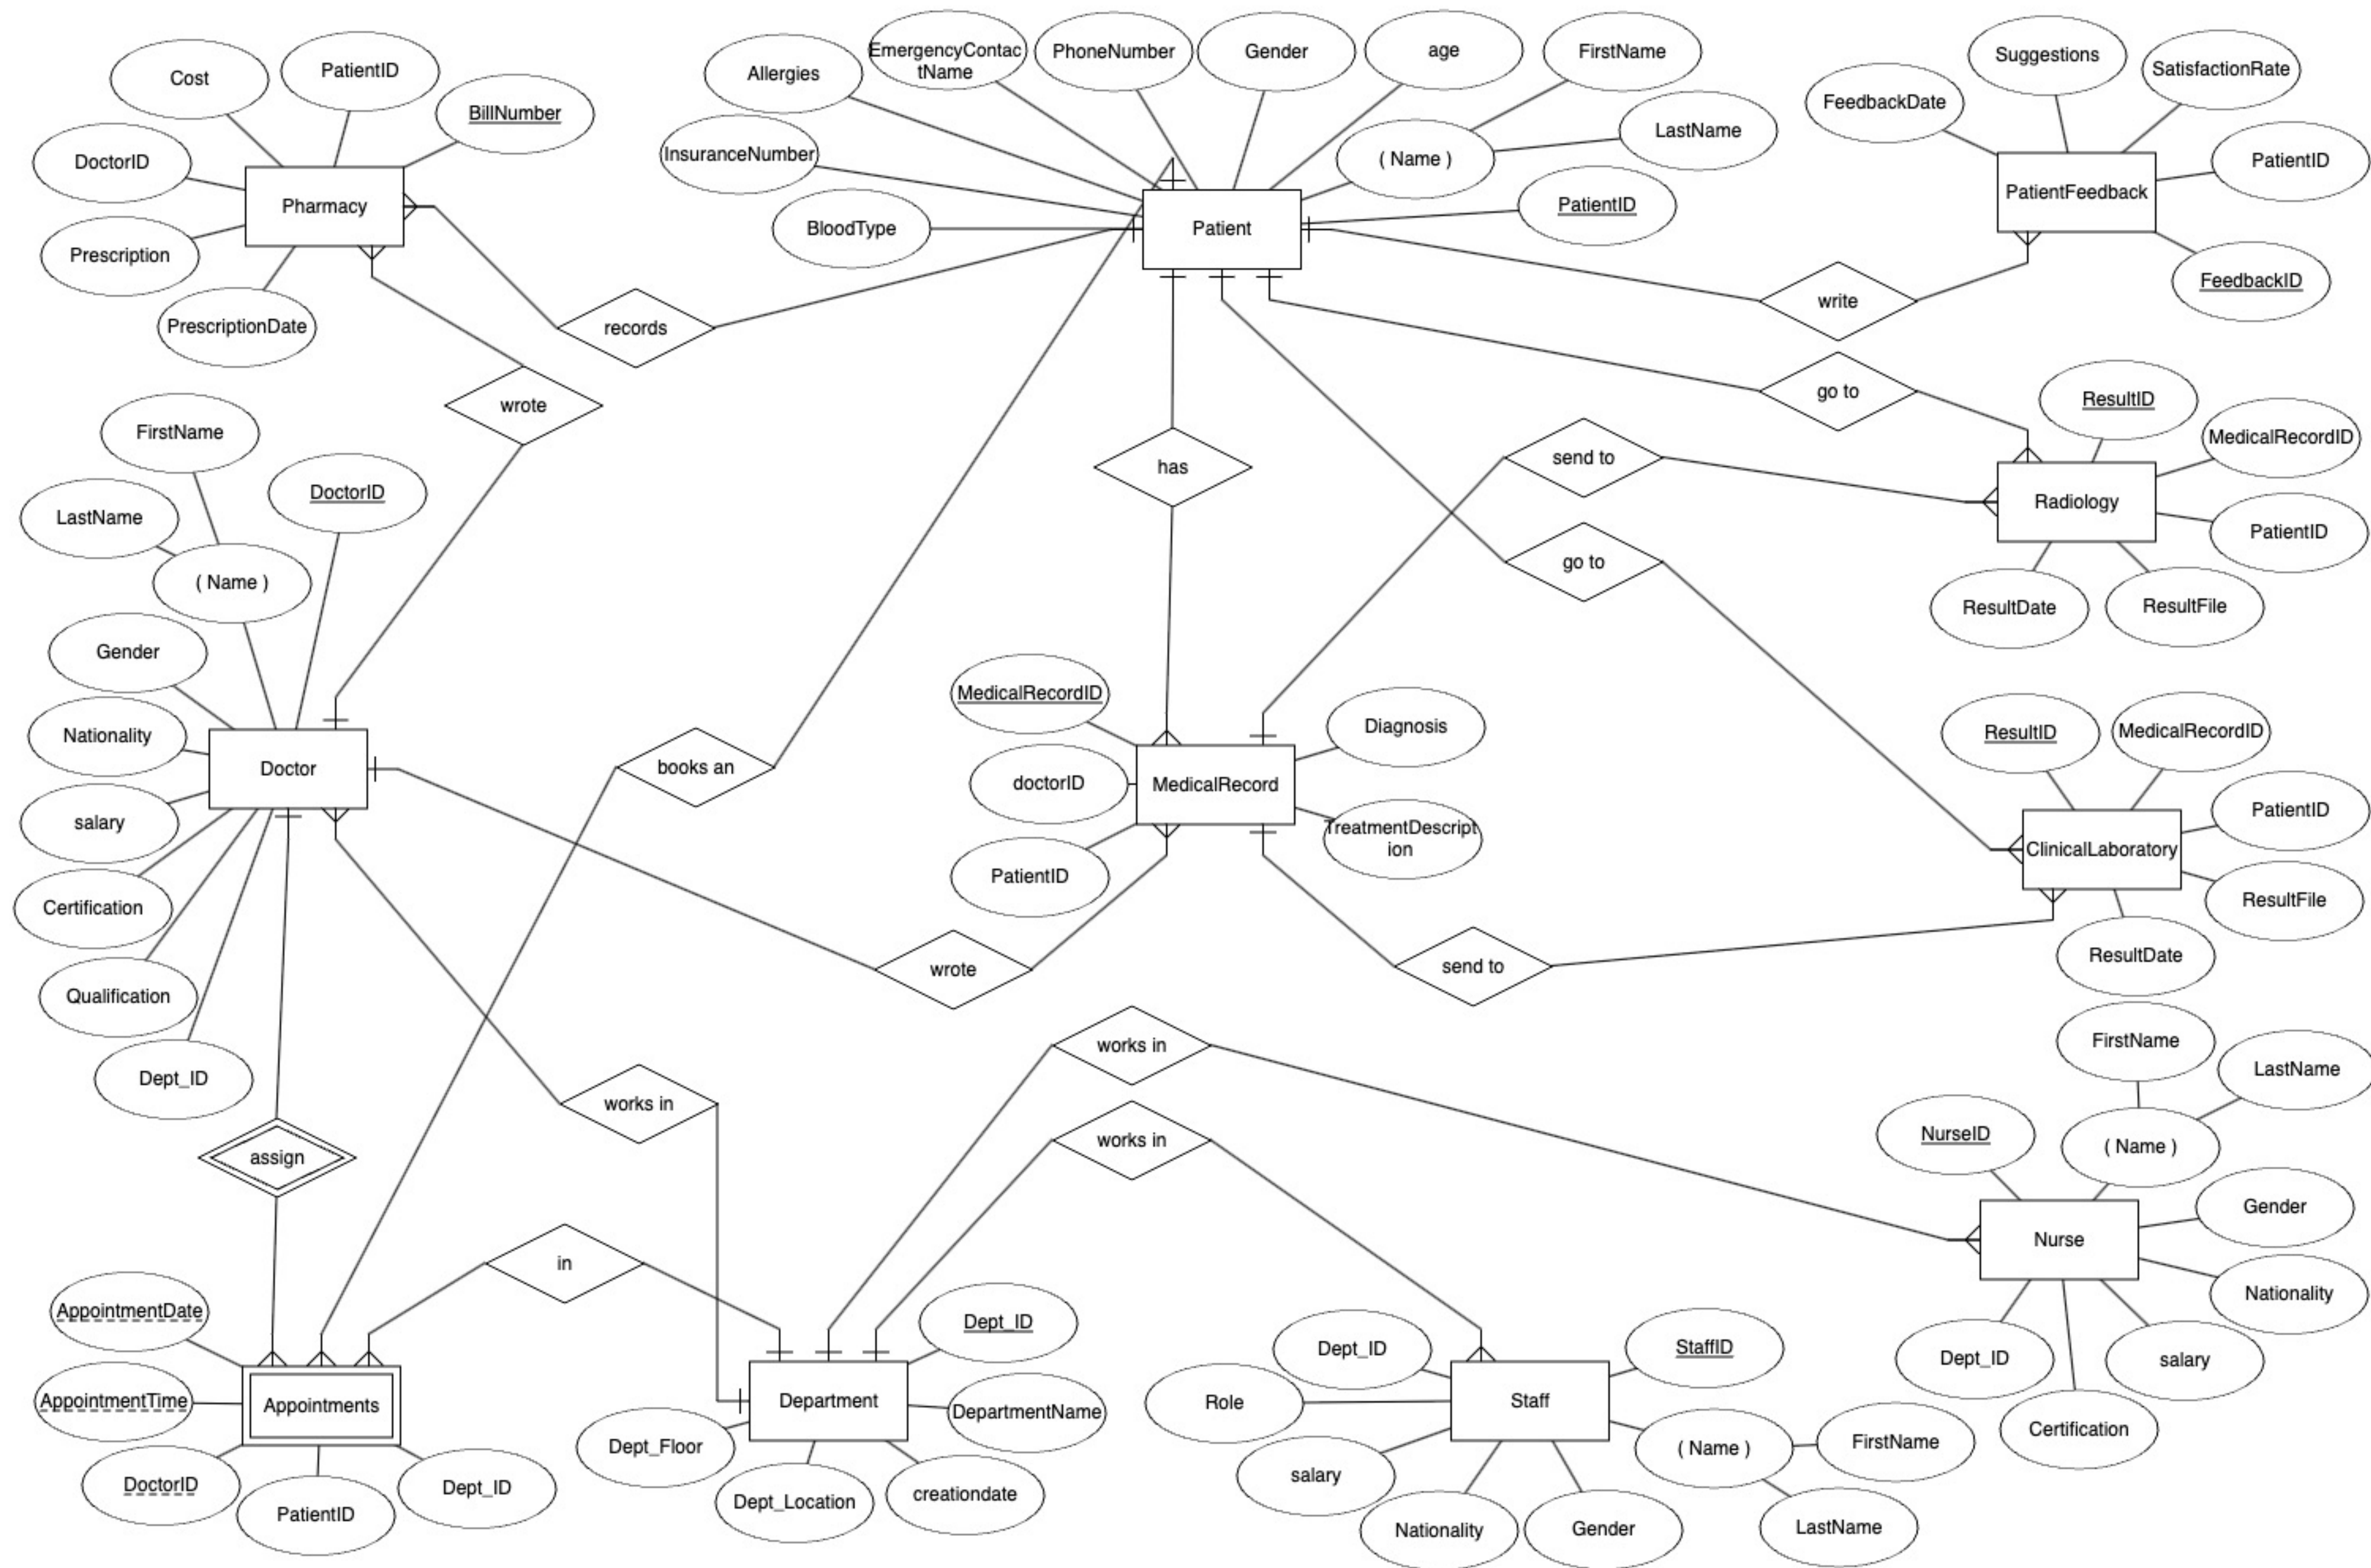 Cost
PatientID
BillNumber
DoctorID
Pharmacy
Prescription
PrescriptionDate
records
wrote
Allergies
EmergencyContac
tName
PhoneNumber
Gender
age
FirstName
LastName
( Name )
InsuranceNumber
PatientID
BloodType
Patient
Suggestions
SatisfactionRate
FeedbackDate
PatientID
PatientFeedback
FeedbackID
write
go to
ResultID
MedicalRecordID
send to
Radiology
PatientID
ResultDate
ResultFile
has
go to
FirstName
DoctorID
LastName
( Name )
Gender
Nationality
Doctor
salary
Certification
Qualification
Dept_ID
books an
MedicalRecordID
Diagnosis
doctorID
MedicalRecord
TreatmentDescript
ion
PatientID
wrote
send to
ResultID
MedicalRecordID
PatientID
ClinicalLaboratory
ResultFile
ResultDate
assign
works in
works in
works in
in
FirstName
LastName
NurseID
( Name )
Gender
Nurse
Nationality
Dept_ID
salary
Certification
AppointmentDate
AppointmentTime
Appointments
DoctorID
PatientID
Dept_ID
Dept_ID
Department
DepartmentName
Dept_Floor
Dept_Location
creationdate
Dept_ID
StaffID
Role
Staff
salary
( Name )
FirstName
LastName
Nationality
Gender